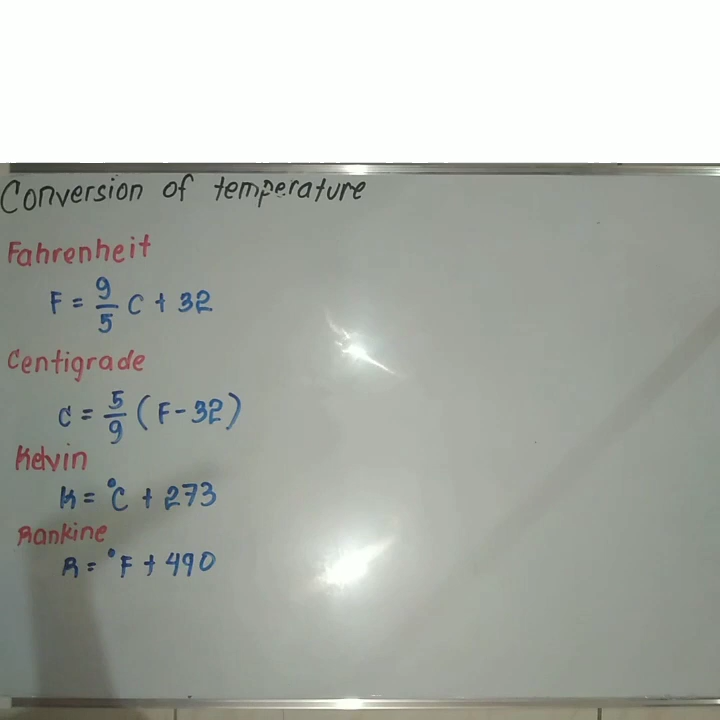 Conversion of temperature
Fahrenheit
F = 9/5 C + 32
Centigrade
C = 5/9 (F - 32)
Kelvin
K = °C + 273
Rankine
R = °F + 490